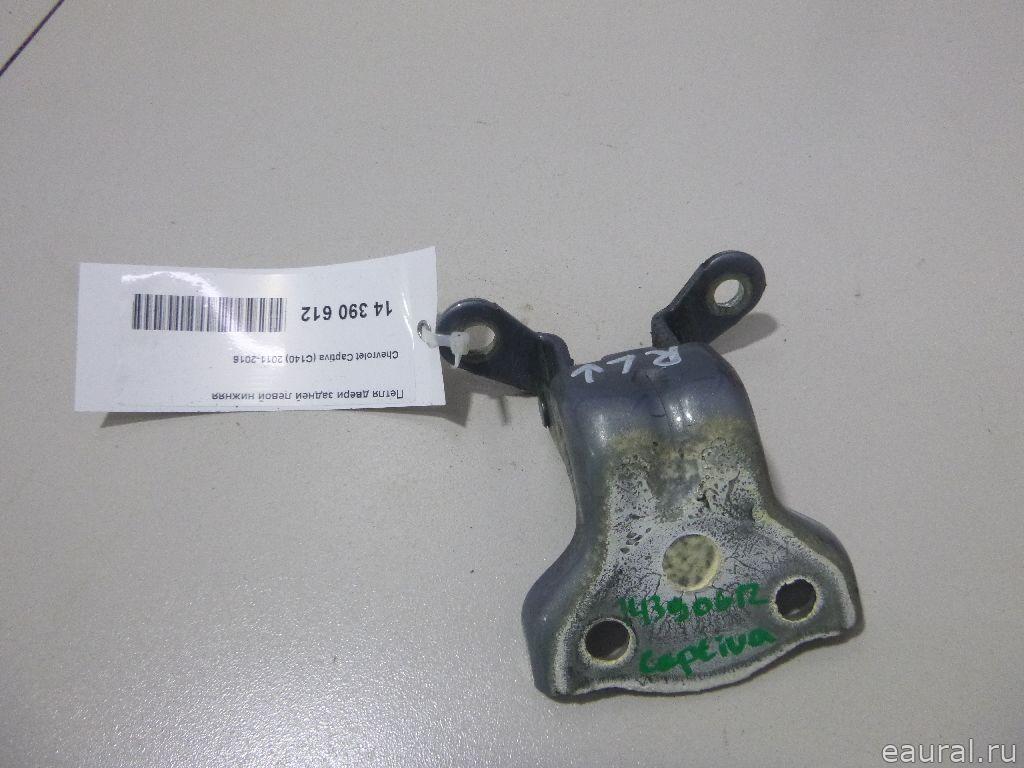 Петля двери задней левой нижняя
Chevrolet Captiva (C140) 2011-2016
14 390 612
RL
14390612
Captiva
eaural.ru